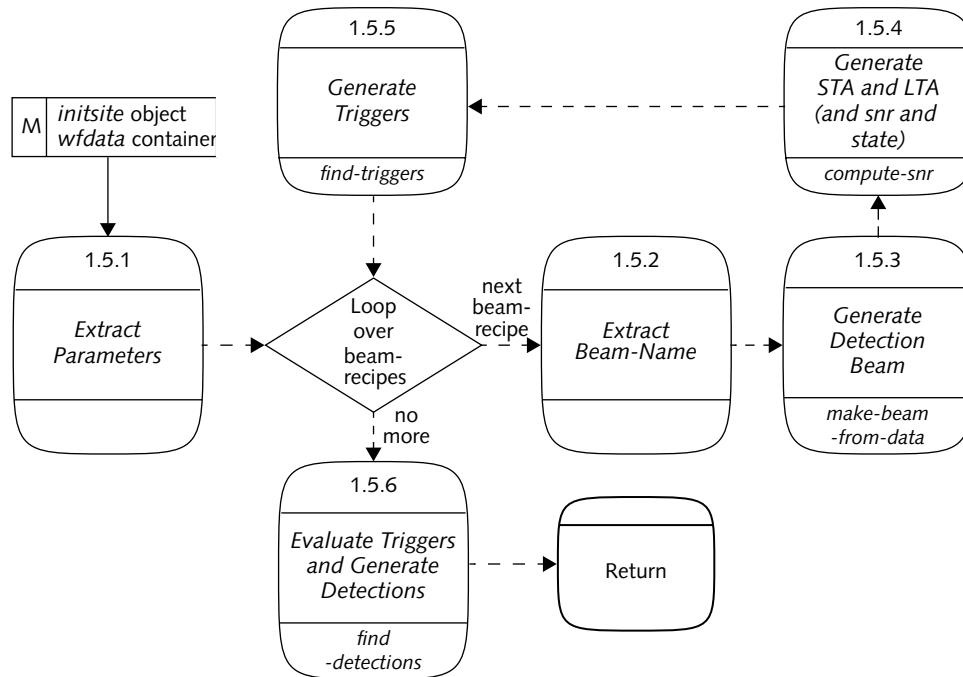 1.5.5
Generate
Triggers
find-triggers
1.5.4
Generate
STA and LTA
(and snr and
state)
compute-snr
M
initsite object
wfdata container
1.5.1
Extract
Parameters
Loop
over
beam-
recipes
next
beam-
recipe
1.5.2
Extract
Beam-Name
1.5.3
Generate
Detection
Beam
make-beam
-from-data
no
more
1.5.6
Evaluate Triggers
and Generate
Detections
find
-detections
Return